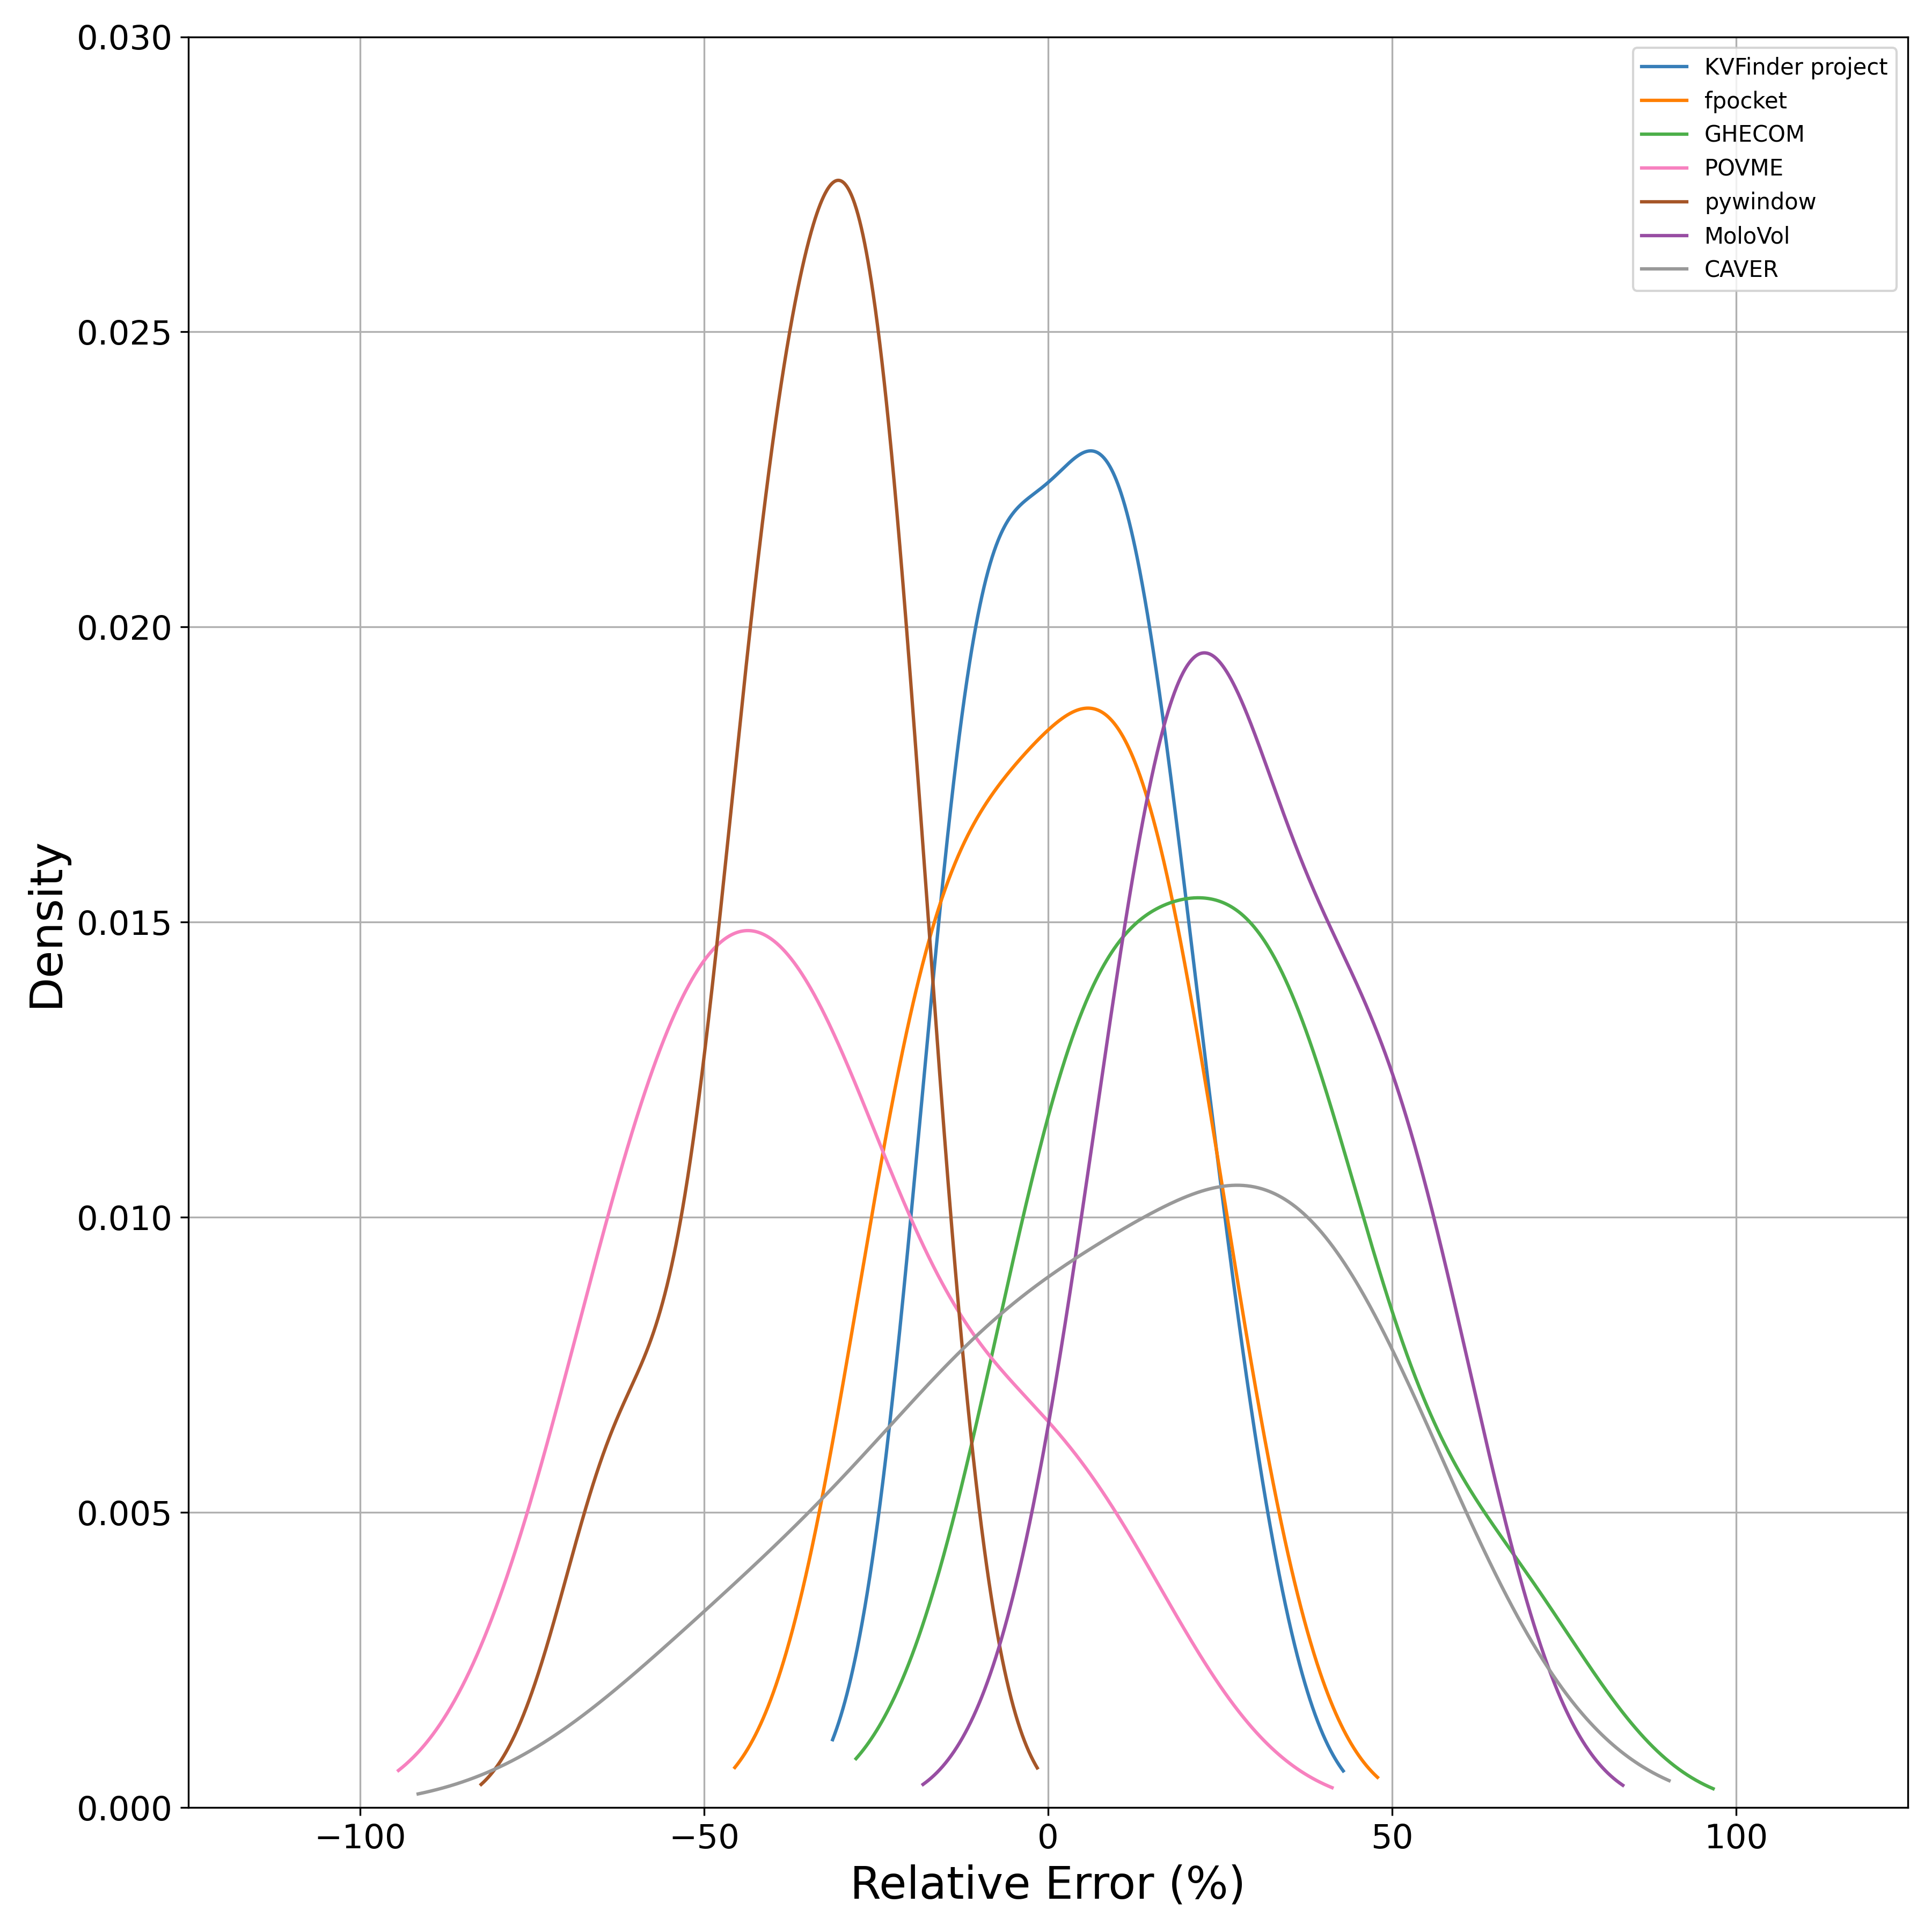 0.030
0.025
0.020
0.015
0.010
0.005
0.000
Density
−100
−50
0
50
100
Relative Error (%)
KVFinder project
fpocket
GHECOM
POVME
pywindow
MoloVol
CAVER